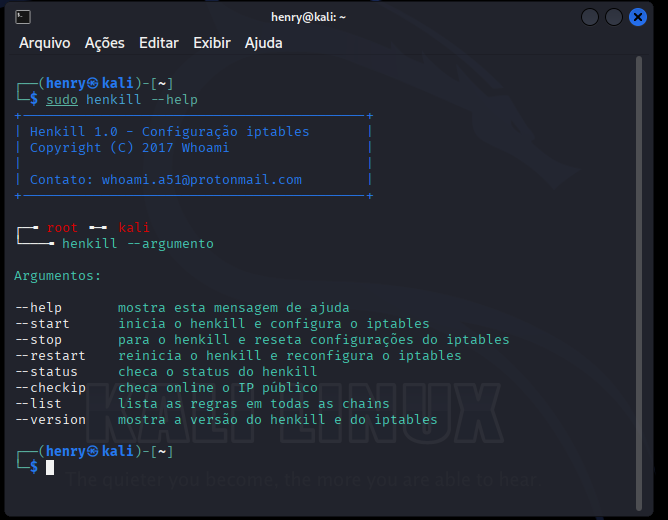 henry@kali: ~
Arquivo Ações Editar Exibir Ajuda
┌──(henry㉿kali)-[~]
└─$ sudo henkill --help
+-------------------------------------------+
| Henkill 1.0 - Configuração iptables       |
| Copyright (C) 2017 Whoami                 |
|                                           |
| Contato: whoami.a51@protonmail.com        |
+-------------------------------------------+
┌─╼ root ╺╸ kali
└───╼ henkill --argumento
Argumentos:
--help       mostra esta mensagem de ajuda
--start      inicia o henkill e configura o iptables
--stop       para o henkill e reseta configurações do iptables
--restart    reinicia o henkill e reconfigura o iptables
--status     checa o status do henkill
--checkip    checa online o IP público
--list       lista as regras em todas as chains
--version    mostra a versão do henkill e do iptables
KALI LINUX
┌──(henry㉿kali)-[~]
└─$
The quieter you become, the more you are able to hear